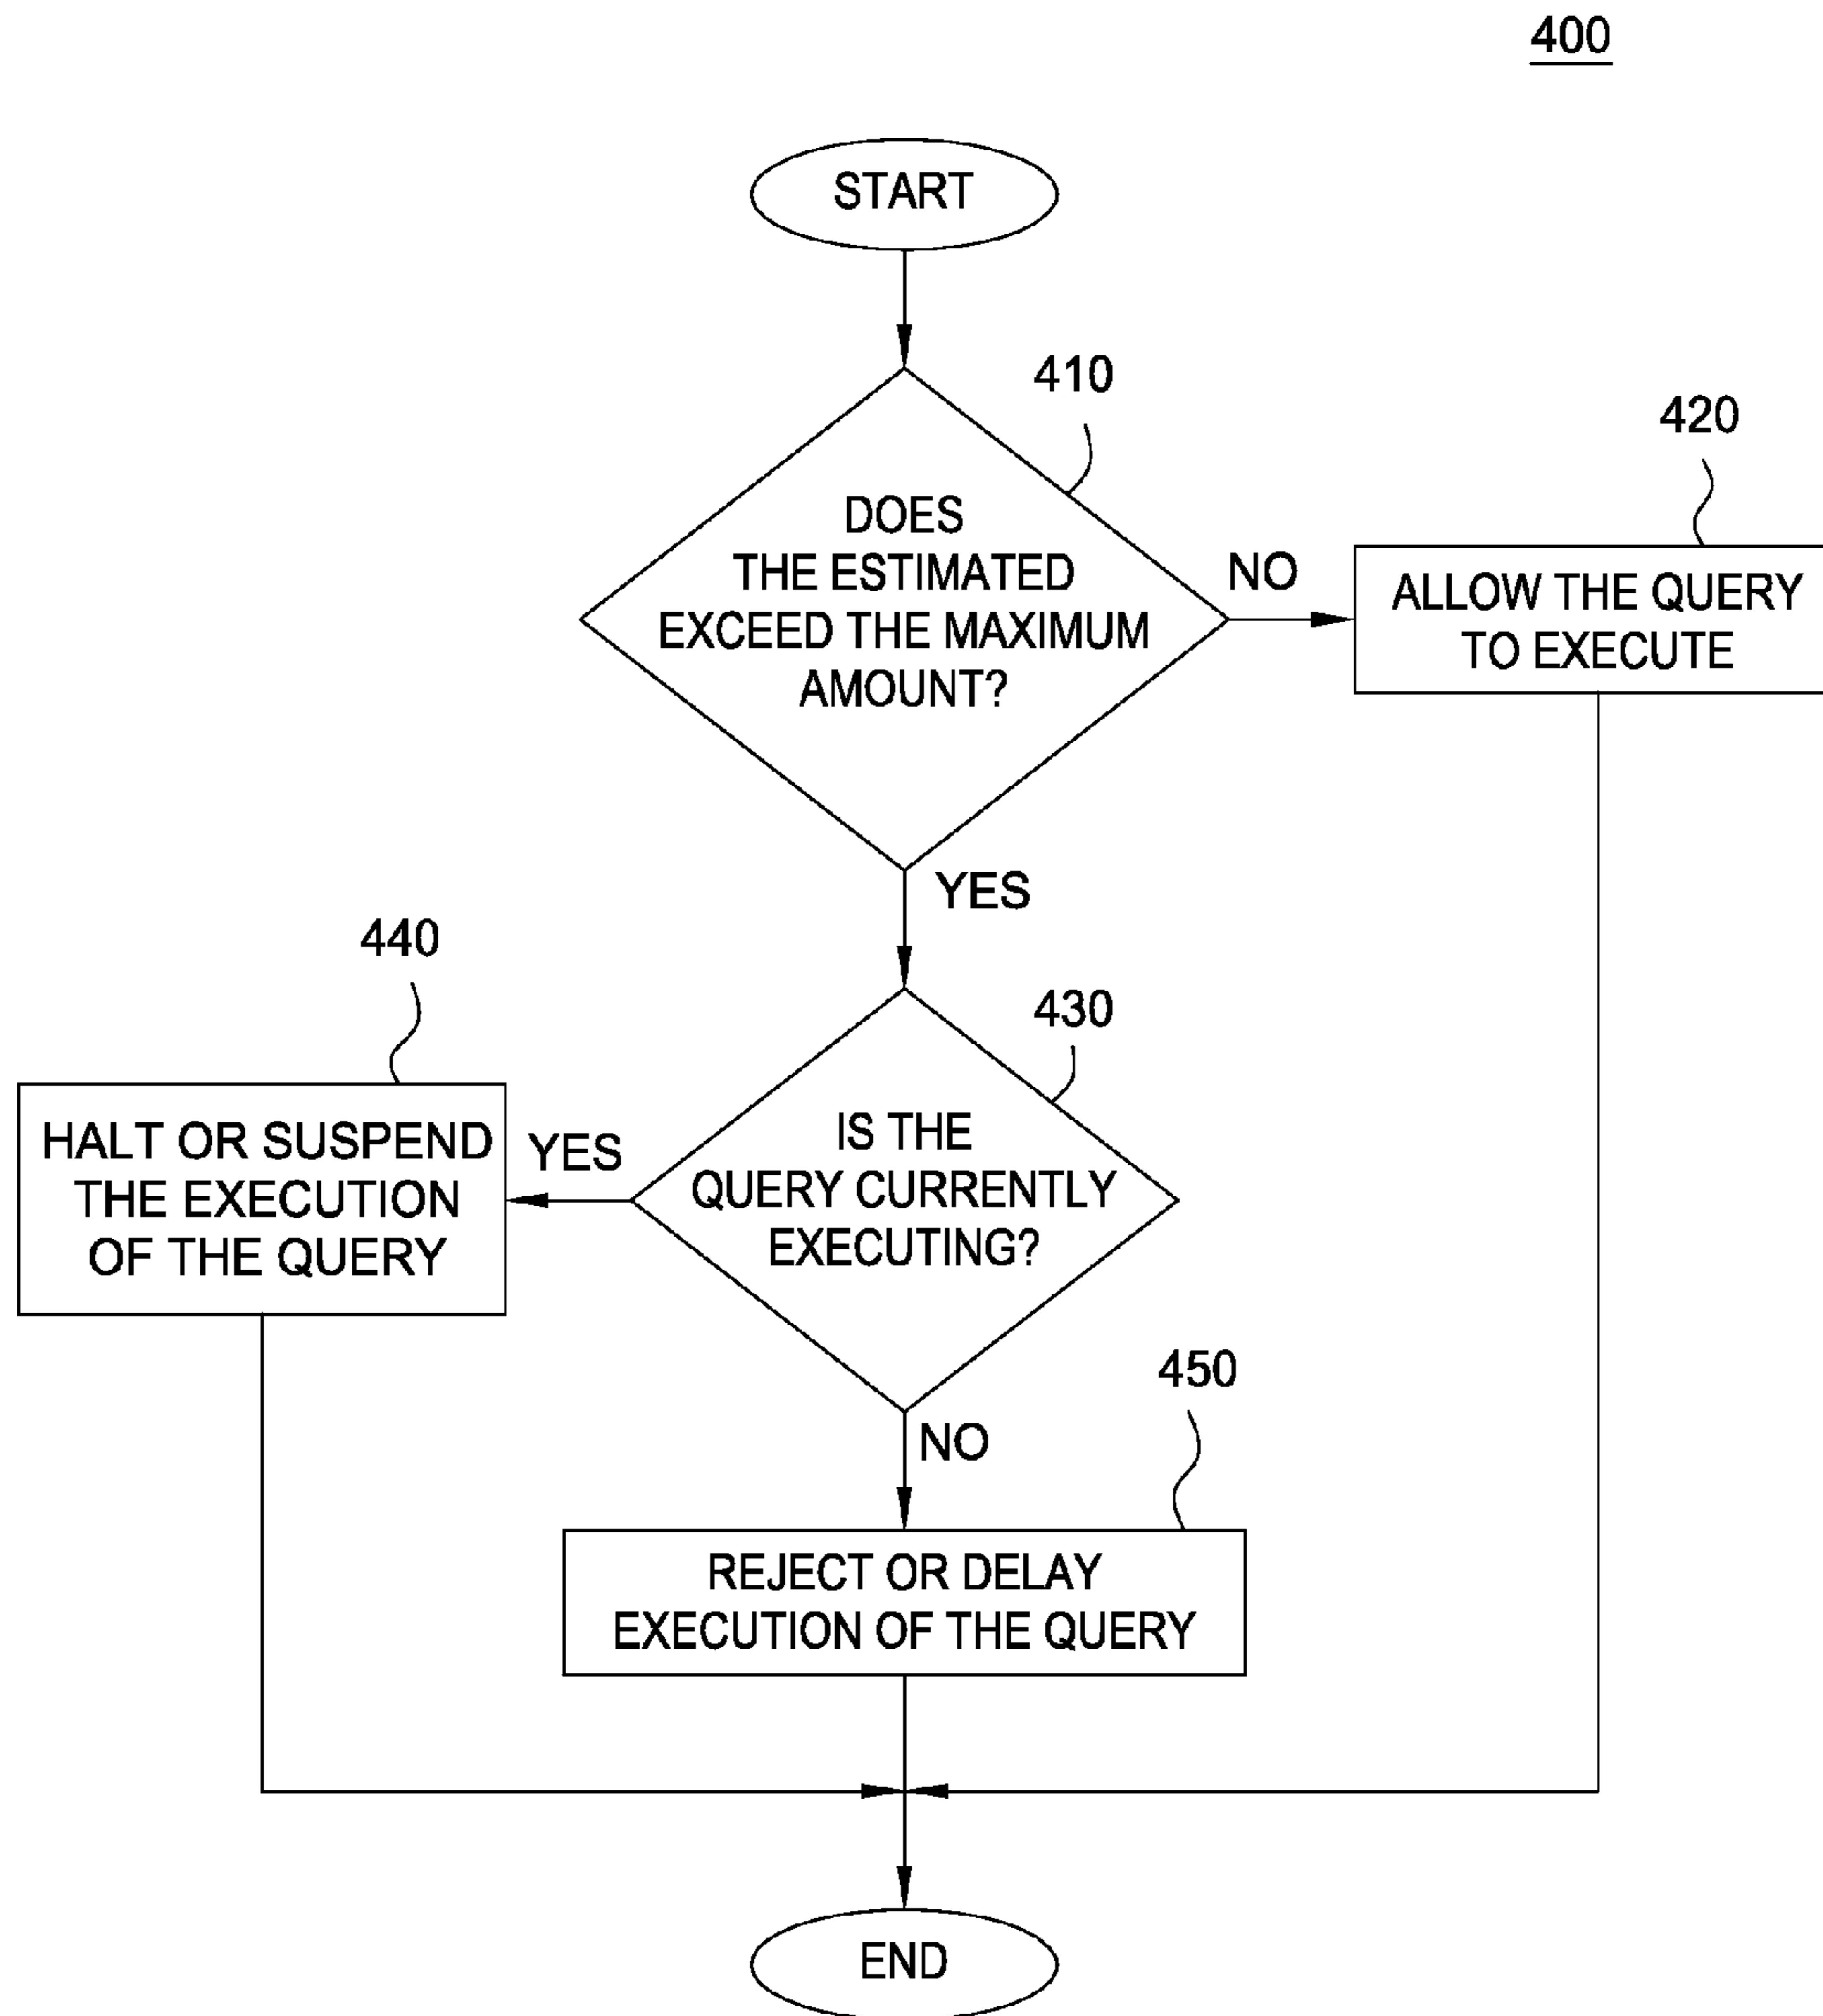 400
START
410
DOES
THE ESTIMATED
EXCEED THE MAXIMUM
AMOUNT?
NO
420
ALLOW THE QUERY
TO EXECUTE
YES
430
IS THE
QUERY CURRENTLY
EXECUTING?
YES
440
HALT OR SUSPEND
THE EXECUTION
OF THE QUERY
NO
450
REJECT OR DELAY
EXECUTION OF THE QUERY
END